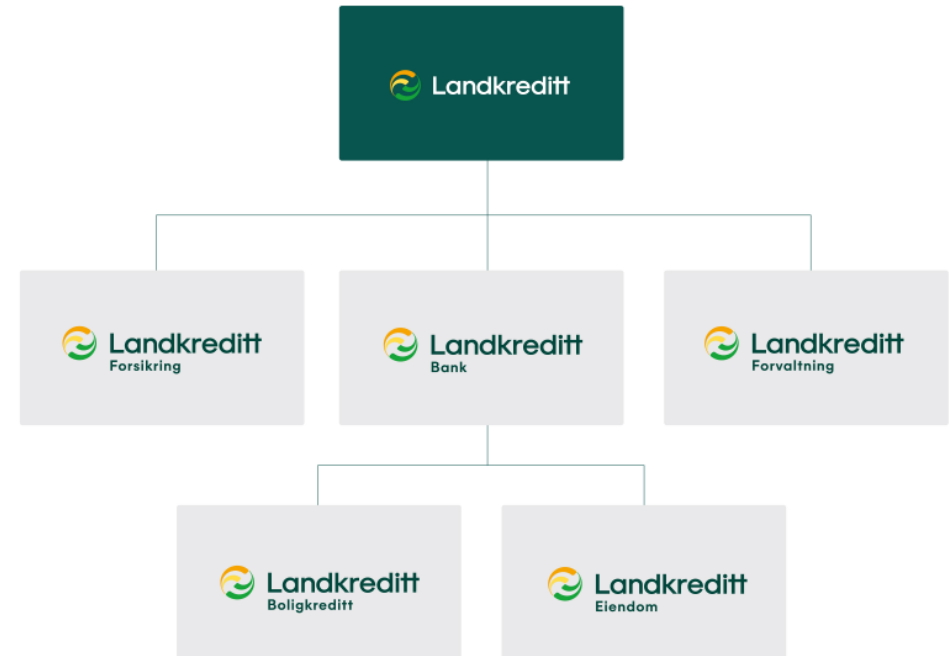 Landkreditt
Landkreditt
Forsikring
Landkreditt
Bank
Landkreditt
Forvaltning
Landkreditt
Boligkreditt
Landkreditt
Eiendom